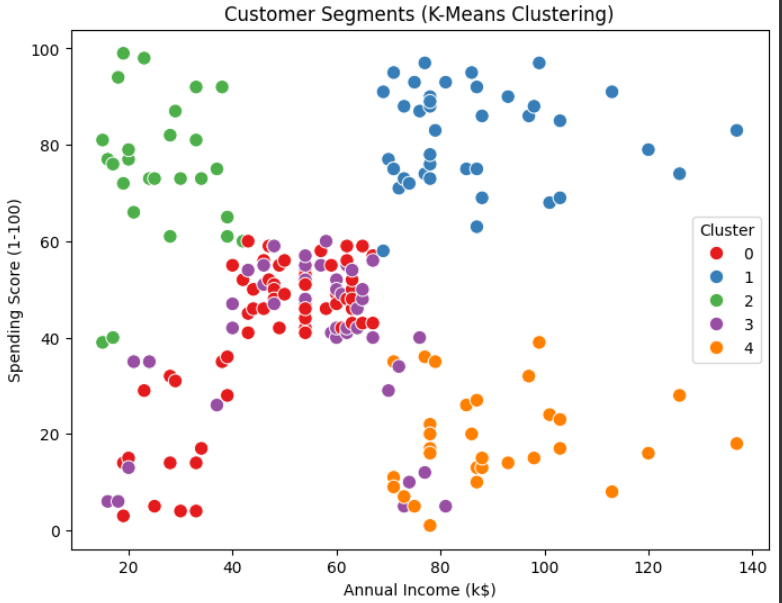 Customer Segments (K-Means Clustering)
100
80
60
40
20
0
Spending Score (1-100)
Cluster
0
1
2
3
4
20 40 60 80 100 120 140
Annual Income (k$)